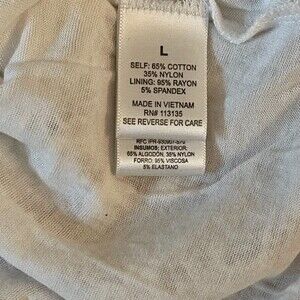 L
SELF: 65% COTTON
35% NYLON
LINING: 95% RAYON
5% SPANDEX
MADE IN VIETNAM
RN# 113135
SEE REVERSE FOR CARE
INSUMOS: EXTERIOR:
65% ALGODÓN, 35% NYLON
FORRO: 95% VISCOSA
5% ELASTANO